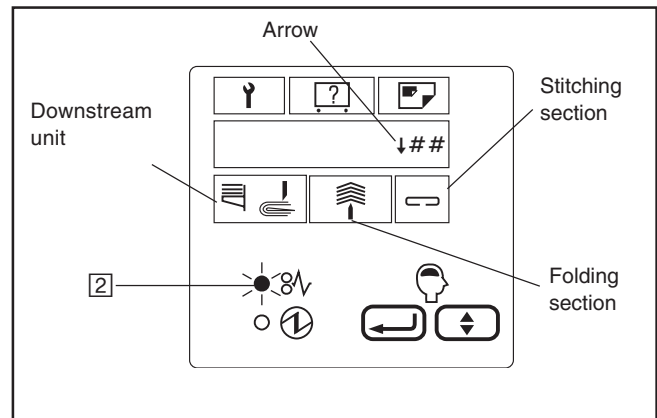 Arrow
Stitching
section
Downstream
unit
?
↓##
2
Folding
section